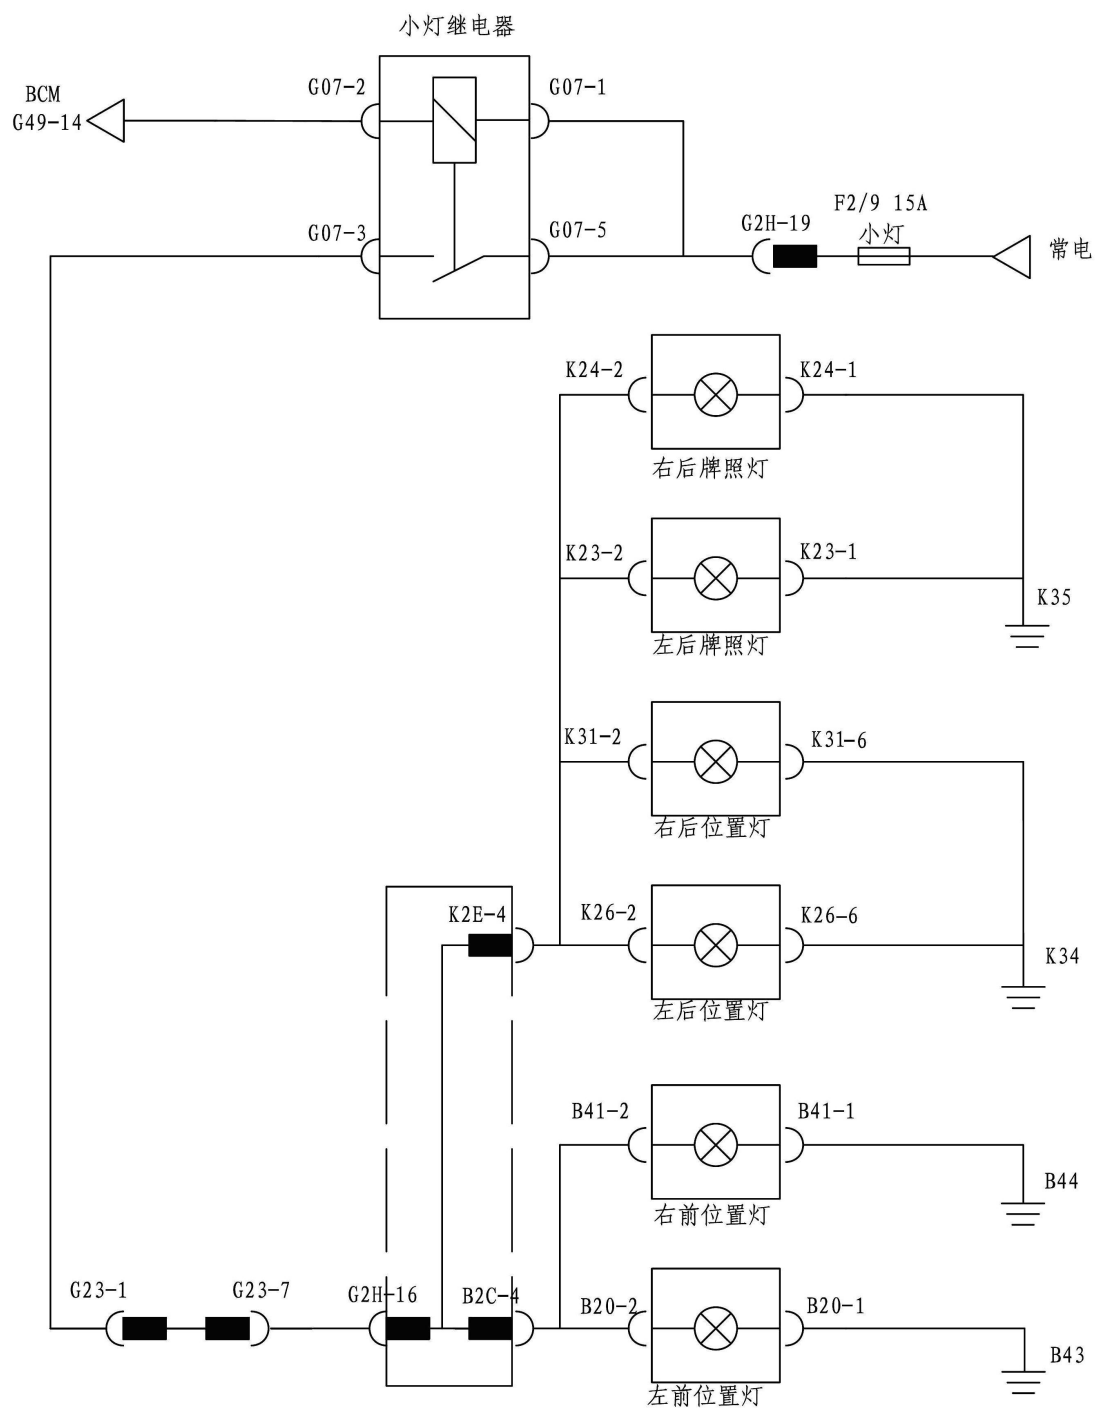 小灯继电器
BCM
G49-14
G07-2
G07-1
G07-3
G07-5
G2H-19
F2/9 15A
小灯
常电
K24-2
K24-1
右后牌照灯
K23-2
K23-1
K35
左后牌照灯
K31-2
K31-6
右后位置灯
K2E-4
K26-2
K26-6
K34
左后位置灯
B41-2
B41-1
B44
右前位置灯
G23-1
G23-7
G2H-16
B2C-4
B20-2
B20-1
B43
左前位置灯